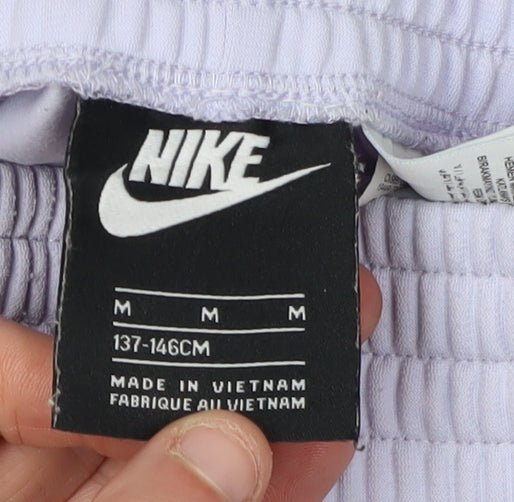 NIKE
M M M
137-146CM
MADE IN VIETNAM
FABRIQUE AU VIETNAM